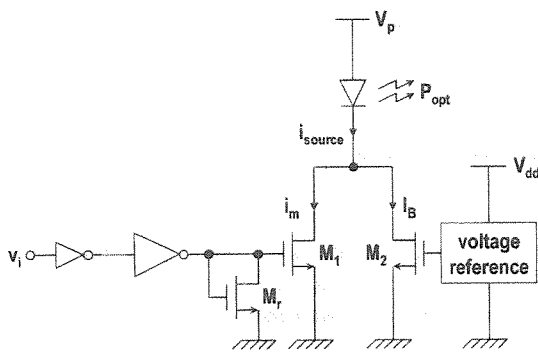 V_p
P_opt
i_source
V_dd
i_m
I_B
v_i
M_1
M_2
voltage
reference
M_r